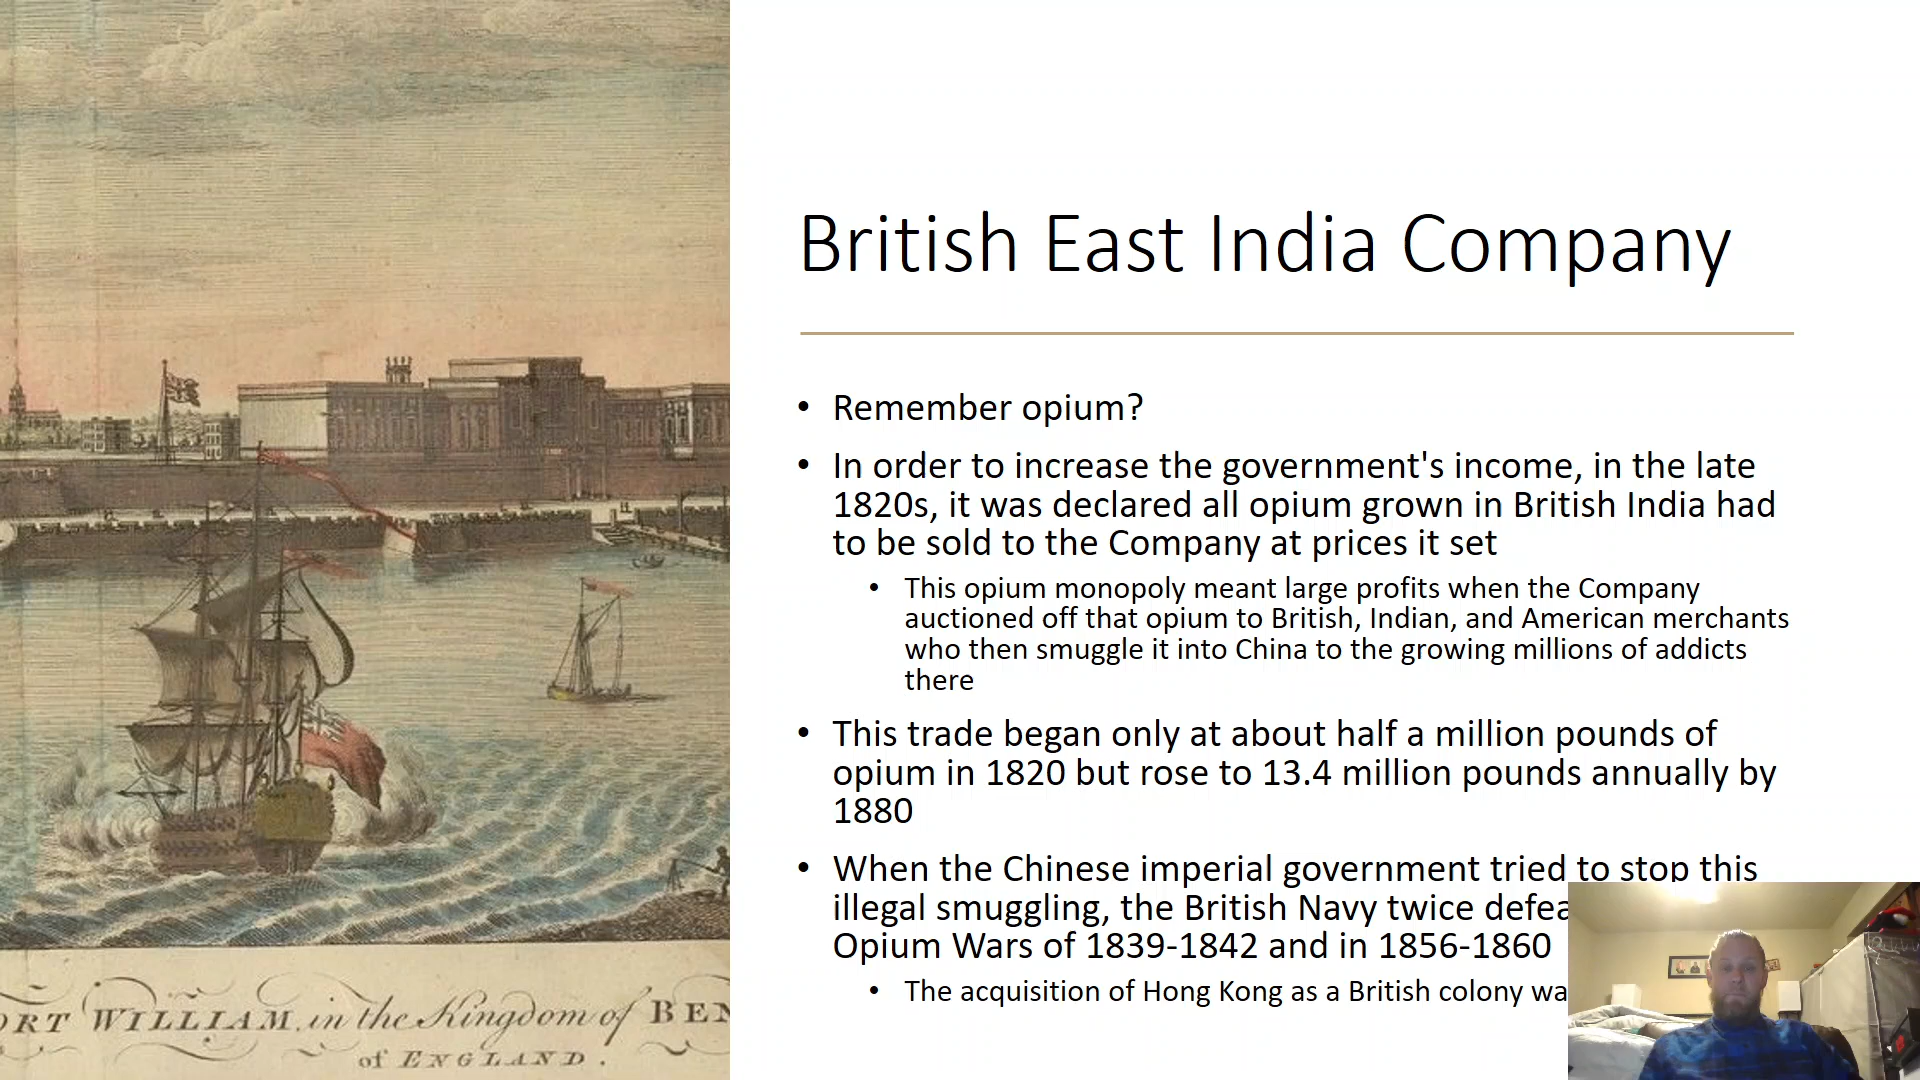 British East India Company
• Remember opium?
• In order to increase the government's income, in the late
1820s, it was declared all opium grown in British India had
to be sold to the Company at prices it set
• This opium monopoly meant large profits when the Company
auctioned off that opium to British, Indian, and American merchants
who then smuggle it into China to the growing millions of addicts
there
• This trade began only at about half a million pounds of
opium in 1820 but rose to 13.4 million pounds annually by
1880
• When the Chinese imperial government tried to stop this
illegal smuggling, the British Navy twice
Opium Wars of 1839-1842 and in 1856-1860
• The acquisition of Hong Kong as a British colony
WILLIAM, in the Kingdom of
of ENGLAND.